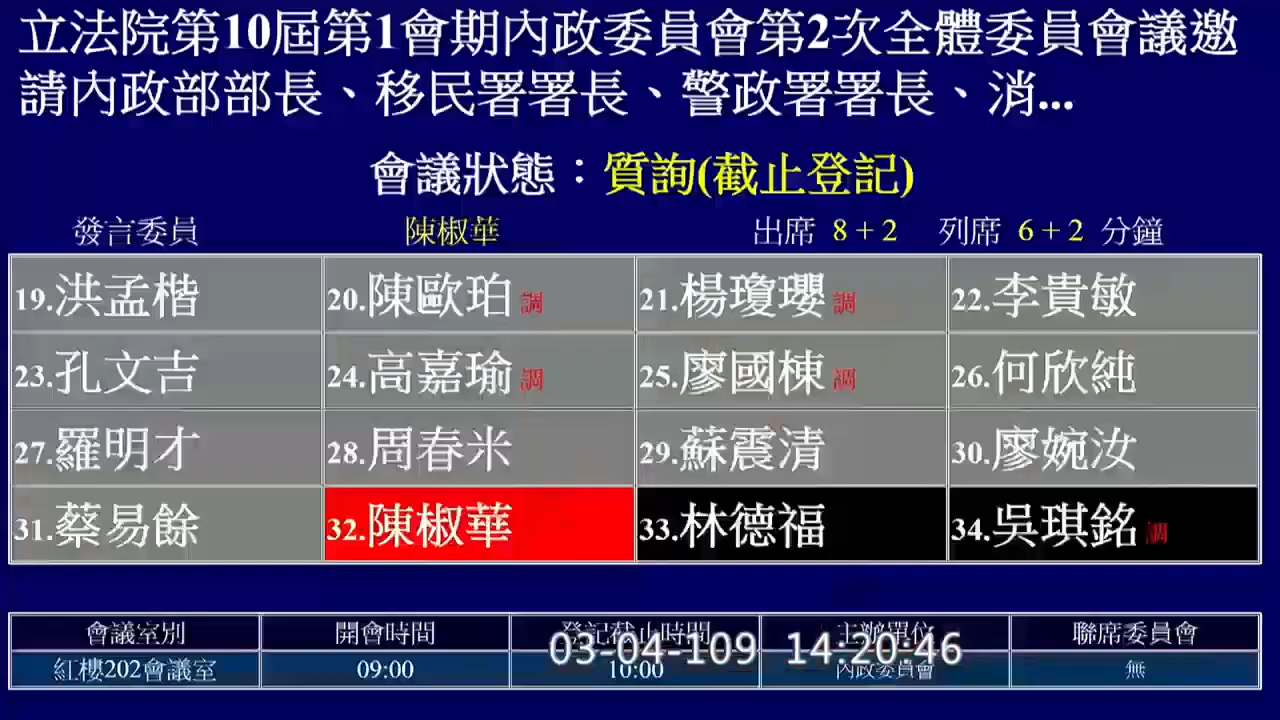 立法院第10屆第1會期內政委員會第2次全體委員會議邀
請內政部部長、移民署署長、警政署署長、消...
會議狀態：質詢(截止登記)
發言委員 陳椒華 出席 8 + 2 列席 6 + 2 分鐘
19.洪孟楷 20.陳歐珀 調 21.楊瓊瓔 調 22.李貴敏
23.孔文吉 24.高嘉瑜 調 25.廖國棟 調 26.何欣純
27.羅明才 28.周春米 29.蘇震清 30.廖婉汝
31.蔡易餘 32.陳椒華 33.林德福 34.吳琪銘 調
會議室別 開會時間 登記截止時間 主辦單位 聯席委員會
03-04-109 14:20:46
紅樓202會議室 09:00 10:00 內政委員會 無